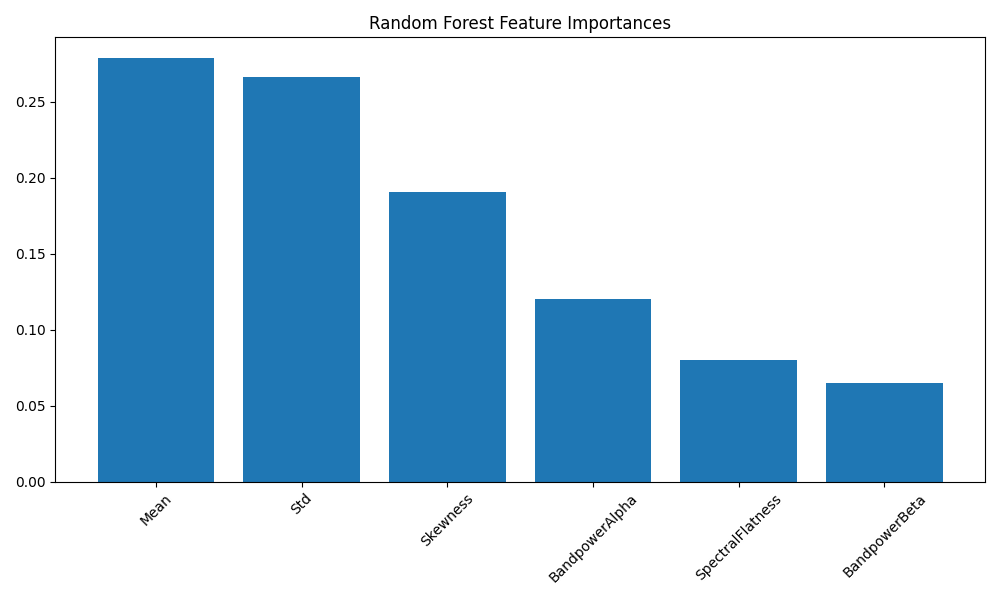 Random Forest Feature Importances
0.25
0.20
0.15
0.10
0.05
0.00
Mean
Std
Skewness
BandpowerAlpha
SpectralFlatness
BandpowerBeta